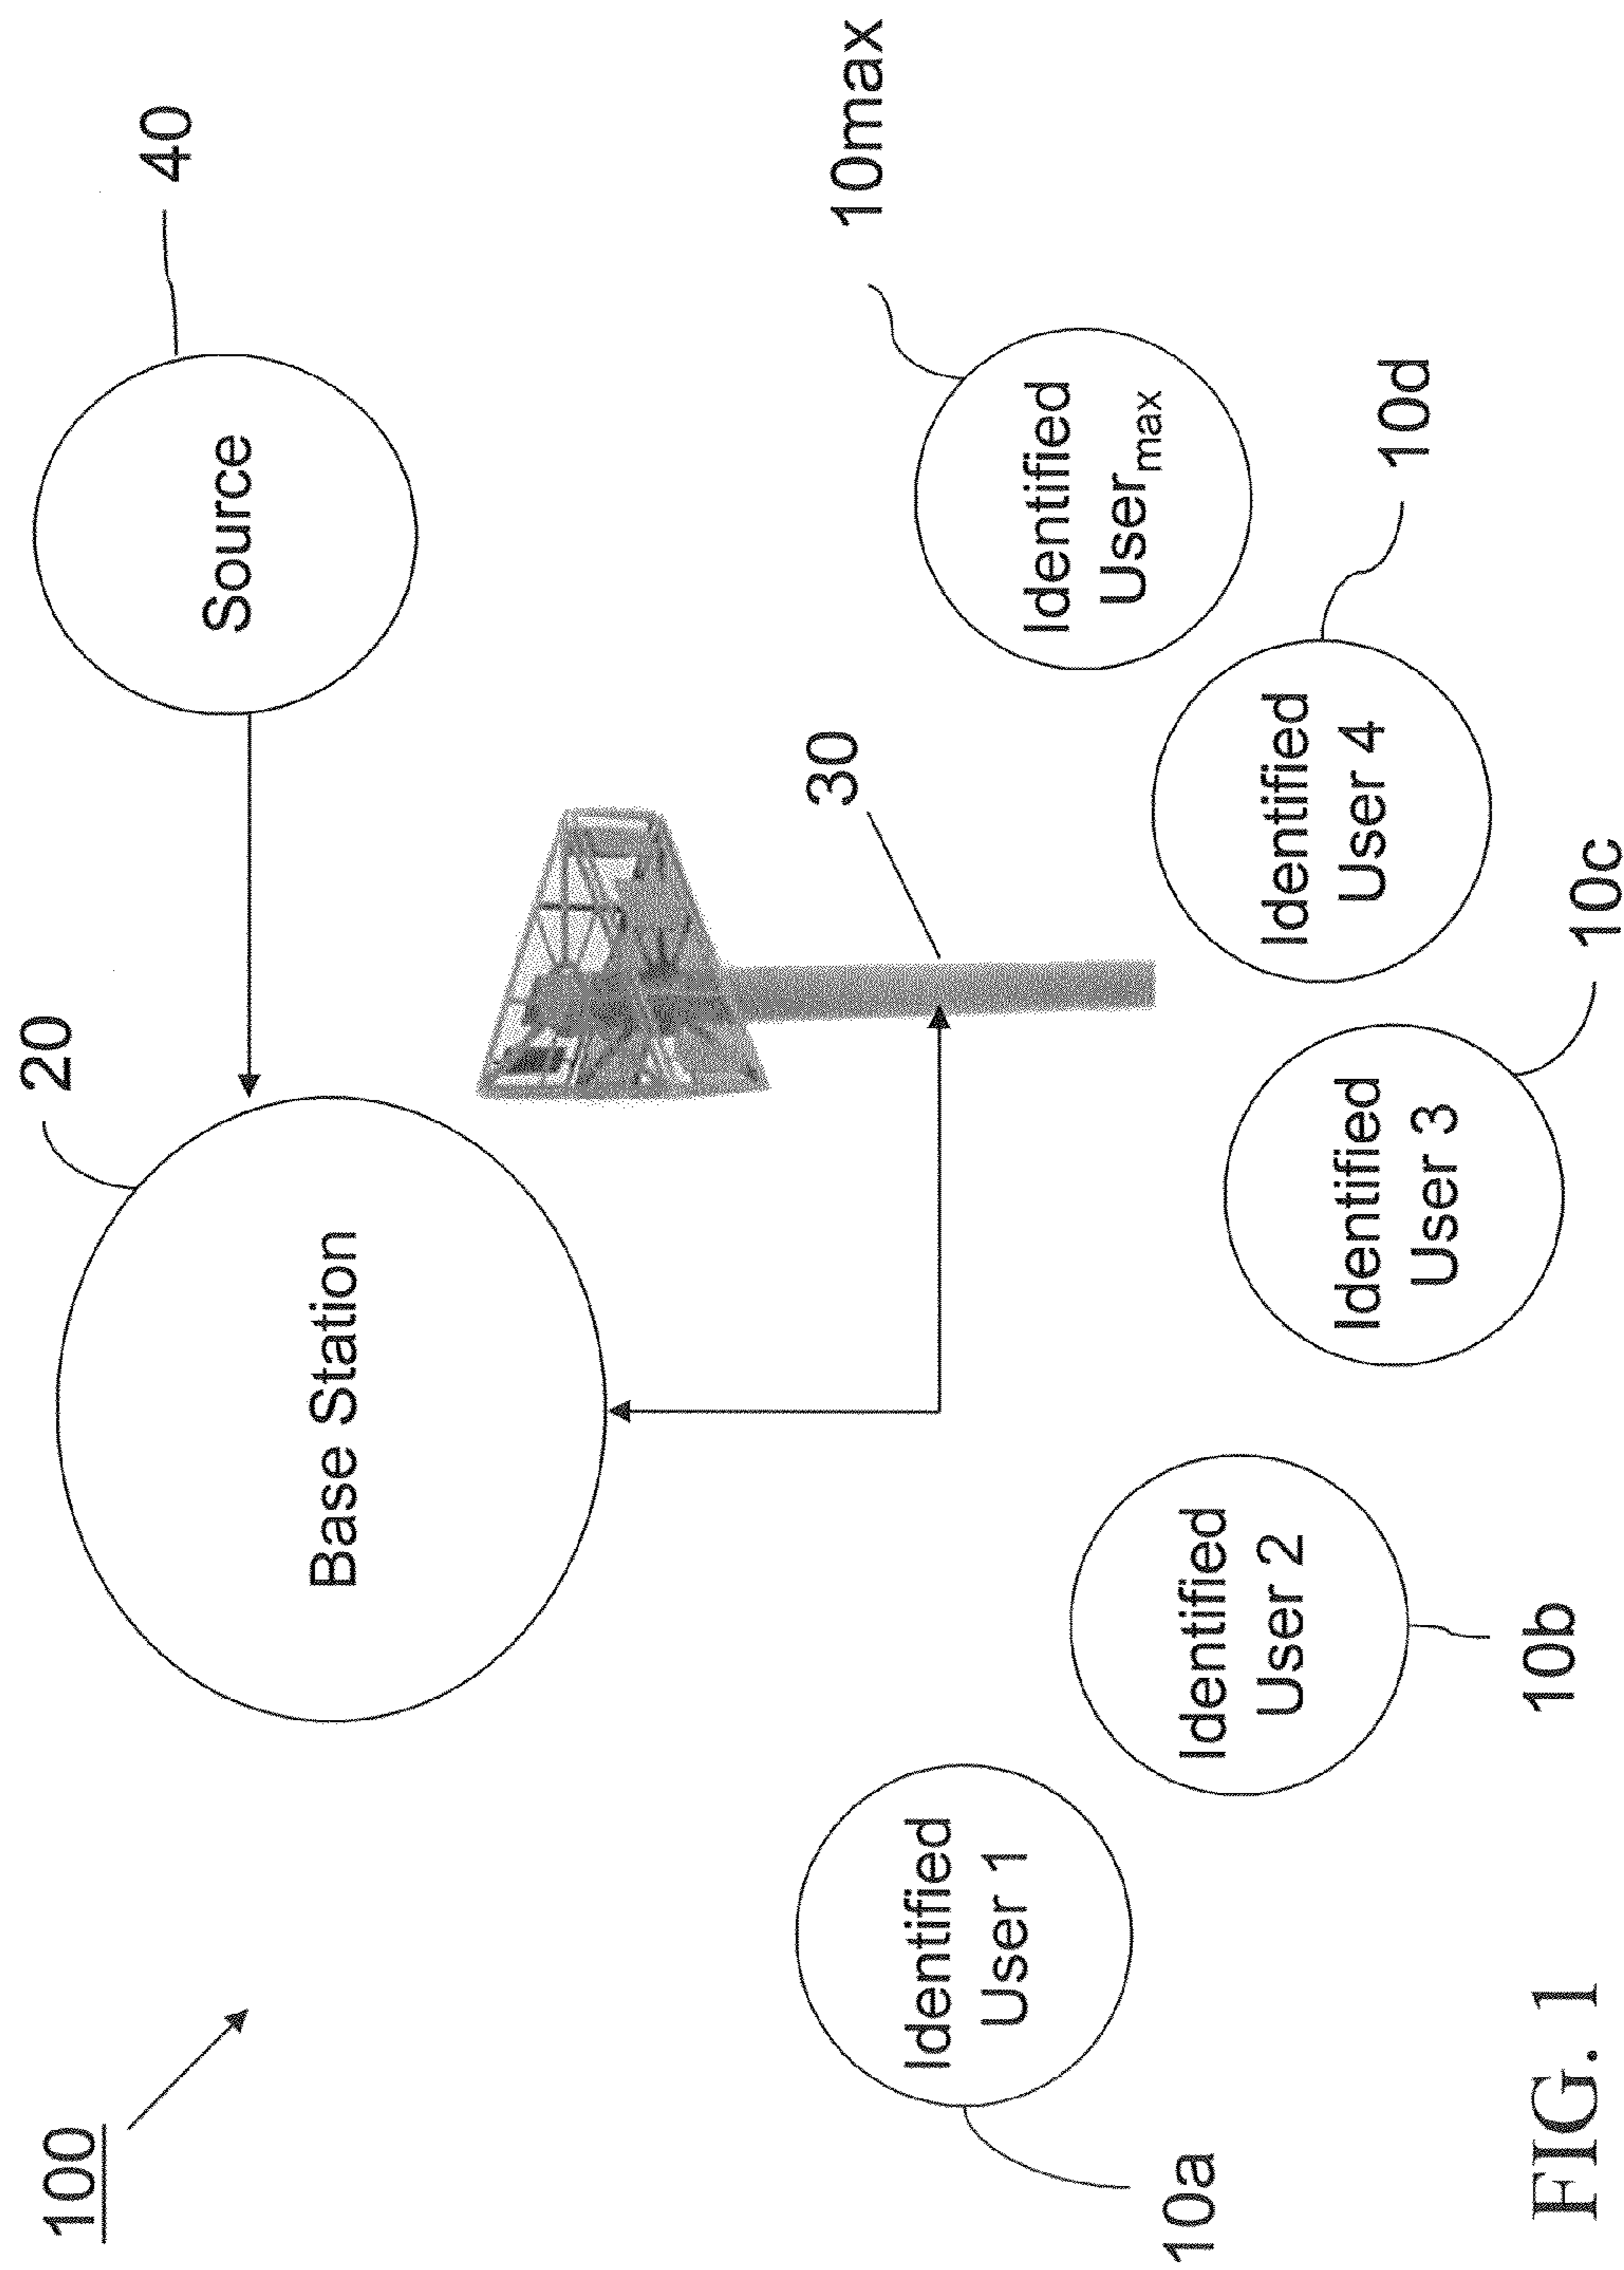 100
20
40
Source
Base Station
30
10max
Identified
User 1
Identified
User 2
Identified
User 3
Identified
User 4
Identified
Usermax
10a
10b
10c
10d
FIG. 1